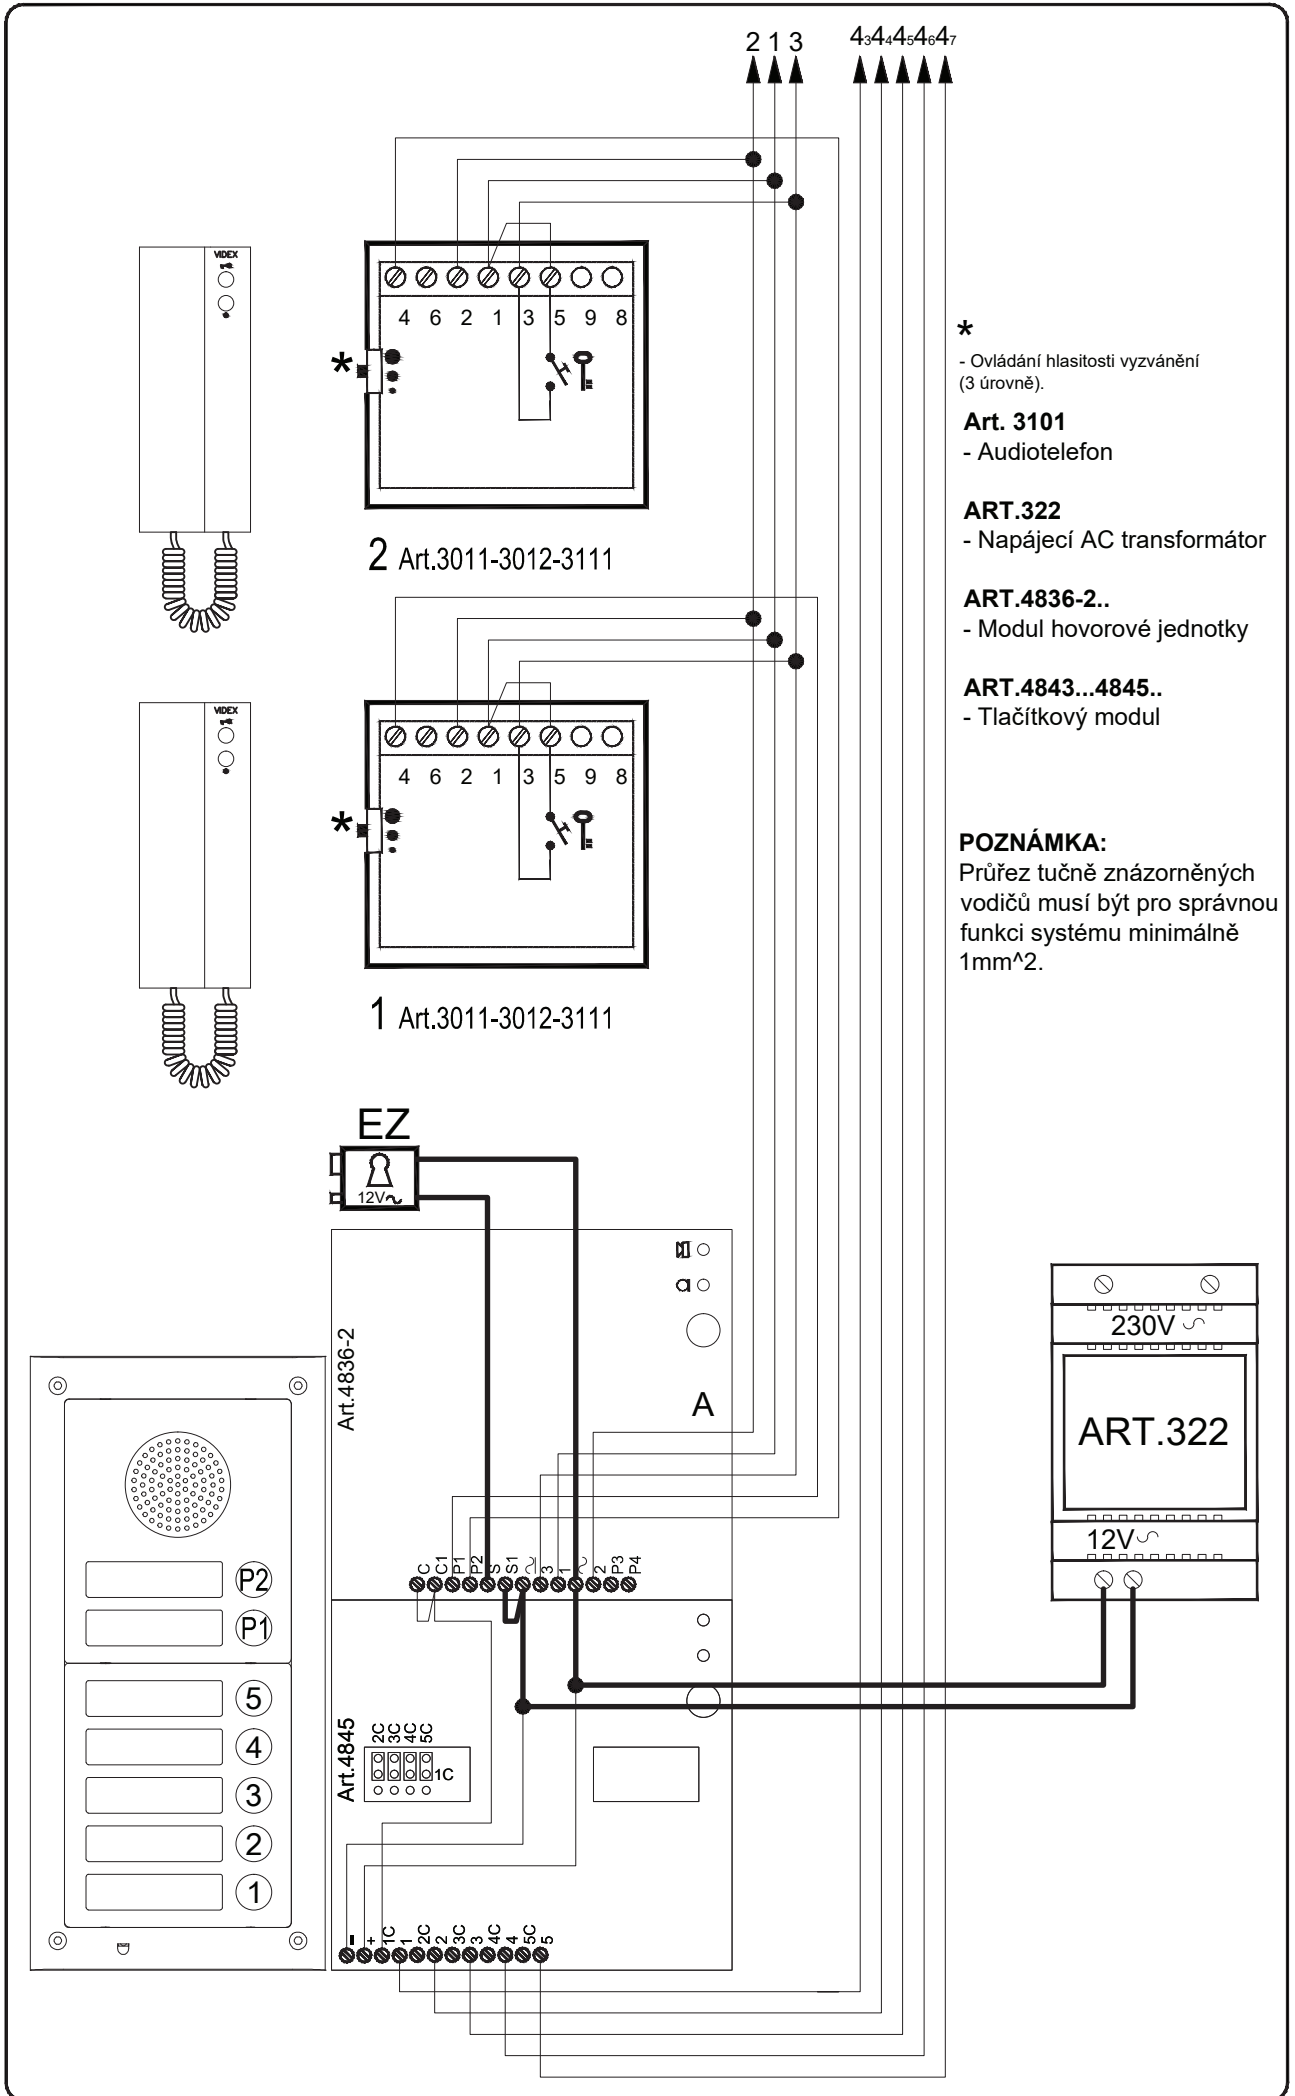 2 1 3
4₃4₄4₅4₆4₇
VIDEX
4 6 2 1 3 5 9 8
*
2 Art.3011-3012-3111
VIDEX
4 6 2 1 3 5 9 8
*
1 Art.3011-3012-3111
*
- Ovládání hlasitosti vyzvánění
(3 úrovně).
Art. 3101
- Audiotelefon
ART.322
- Napájecí AC transformátor
ART.4836-2..
- Modul hovorové jednotky
ART.4843...4845..
- Tlačítkový modul
POZNÁMKA:
Průřez tučně znázorněných
vodičů musí být pro správnou
funkci systému minimálně
1mm^2.
EZ
12V~
Art.4836-2
A
C C1 P1 P2 S S1 ~ 3 1 ~ 2 P3 P4
230V ~
ART.322
12V~
P2
P1
5
4
3
2
1
Art.4845
2C 3C 4C 5C
1C
- + 1C 1 2C 2 3C 3 4C 4 5C 5